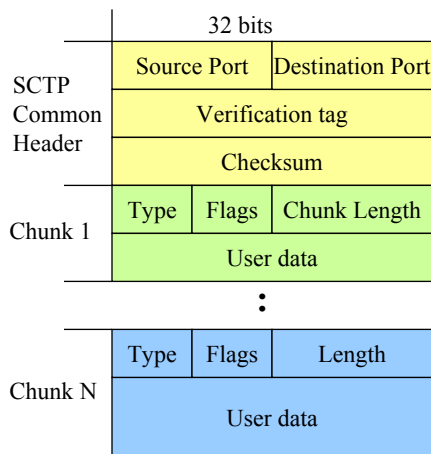 32 bits
SCTP
Common
Header
Source Port
Destination Port
Verification tag
Checksum
Chunk 1
Type
Flags
Chunk Length
User data
:
Chunk N
Type
Flags
Length
User data